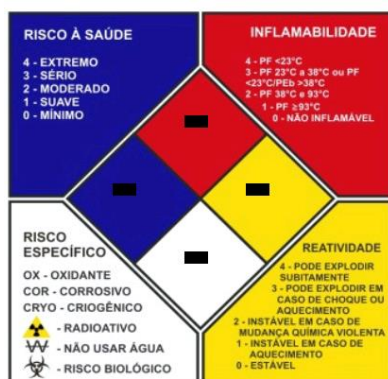 RISCO À SAÚDE
4 - EXTREMO
3 - SÉRIO
2 - MODERADO
1 - SUAVE
0 - MÍNIMO
INFLAMABILIDADE
4 - PF <23°C
3 - PF 23°C a 38°C ou PF
<23°C/PEb >38°C
2 - PF 38°C e 93°C
1 - PF ≥93°C
0 - NÃO INFLAMÁVEL
RISCO
ESPECÍFICO
OX - OXIDANTE
COR - CORROSIVO
CRYO - CRIOGÊNICO
- RADIOATIVO
W - NÃO USAR ÁGUA
- RISCO BIOLÓGICO
REATIVIDADE
4 - PODE EXPLODIR
SUBITAMENTE
3 - PODE EXPLODIR EM
CASO DE CHOQUE OU
AQUECIMENTO
2 - INSTÁVEL EM CASO DE
MUDANÇA QUÍMICA VIOLENTA
1 - INSTÁVEL EM CASO DE
AQUECIMENTO
0 - ESTÁVEL